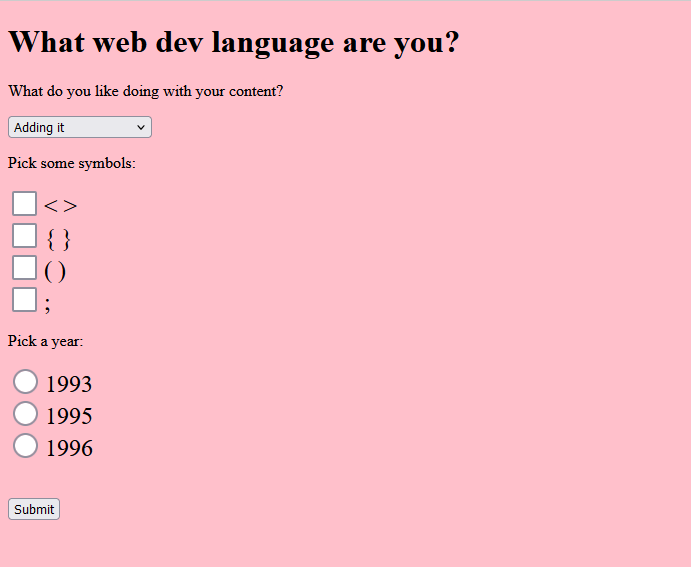 What web dev language are you?
What do you like doing with your content?
Adding it
Pick some symbols:
< >
{ }
( )
;
Pick a year:
1993
1995
1996
Submit